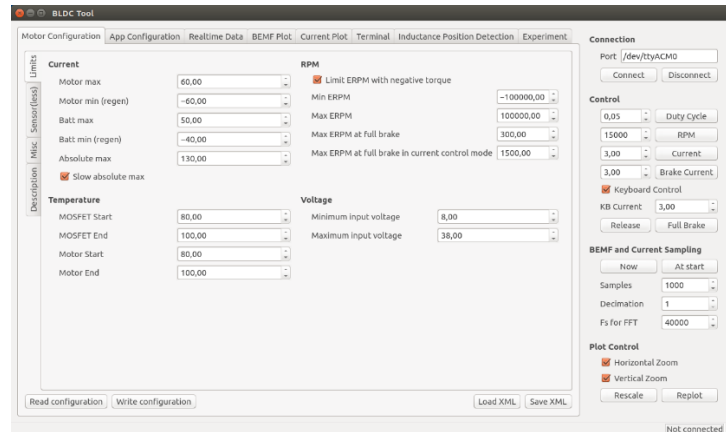 BLDC Tool
Motor Configuration App Configuration Realtime Data BEMF Plot Current Plot Terminal Inductance Position Detection Experiment
Limits
Sensor(less)
Misc
Description
Current
Motor max 60,00
Motor min (regen) −60,00
Batt max 50,00
Batt min (regen) −40,00
Absolute max 130,00
Slow absolute max
RPM
Limit ERPM with negative torque
Min ERPM −100000,00
Max ERPM 100000,00
Max ERPM at full brake 300,00
Max ERPM at full brake in current control mode 1500,00
Temperature
MOSFET Start 80,00
MOSFET End 100,00
Motor Start 80,00
Motor End 100,00
Voltage
Minimum input voltage 8,00
Maximum input voltage 38,00
Read configuration Write configuration Load XML Save XML
Connection
Port /dev/ttyACM0
Connect Disconnect
Control
0,05 Duty Cycle
15000 RPM
3,00 Current
3,00 Brake Current
Keyboard Control
KB Current 3,00
Release Full Brake
BEMF and Current Sampling
Now At start
Samples 1000
Decimation 1
Fs for FFT 40000
Plot Control
Horizontal Zoom
Vertical Zoom
Rescale Replot
Not connected